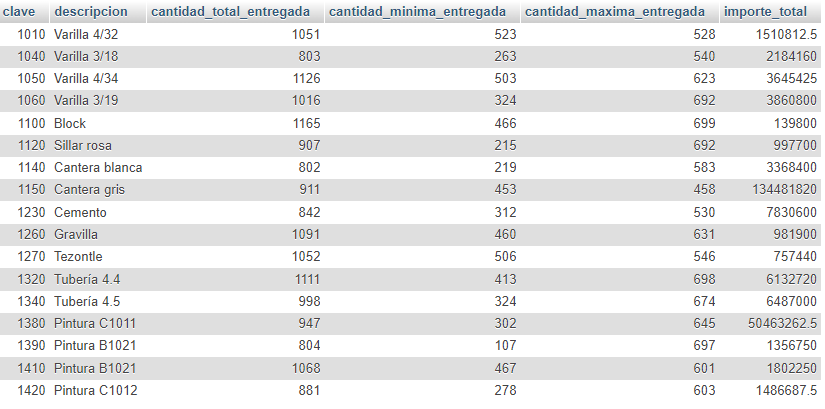 clave descripcion cantidad_total_entregada cantidad_minima_entregada cantidad_maxima_entregada importe_total
1010 Varilla 4/32 1051 523 528 1510812.5
1040 Varilla 3/18 803 263 540 2184160
1050 Varilla 4/34 1126 503 623 3645425
1060 Varilla 3/19 1016 324 692 3860800
1100 Block 1165 466 699 139800
1120 Sillar rosa 907 215 692 997700
1140 Cantera blanca 802 219 583 3368400
1150 Cantera gris 911 453 458 134481820
1230 Cemento 842 312 530 7830600
1260 Gravilla 1091 460 631 981900
1270 Tezontle 1052 506 546 757440
1320 Tubería 4.4 1111 413 698 6132720
1340 Tubería 4.5 998 324 674 6487000
1380 Pintura C1011 947 302 645 50463262.5
1390 Pintura B1021 804 107 697 1356750
1410 Pintura B1021 1068 467 601 1802250
1420 Pintura C1012 881 278 603 1486687.5